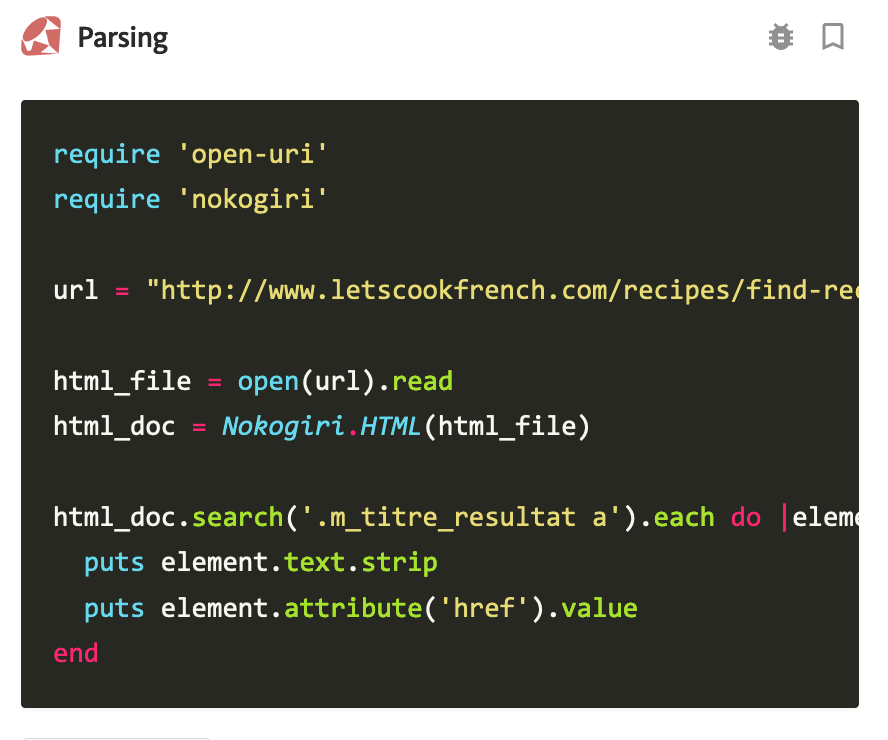 Parsing
require 'open-uri'
require 'nokogiri'
url = "http://www.letscookfrench.com/recipes/find-rec
html_file = open(url).read
html_doc = Nokogiri.HTML(html_file)
html_doc.search('.m_titre_resultat a').each do |eleme
  puts element.text.strip
  puts element.attribute('href').value
end